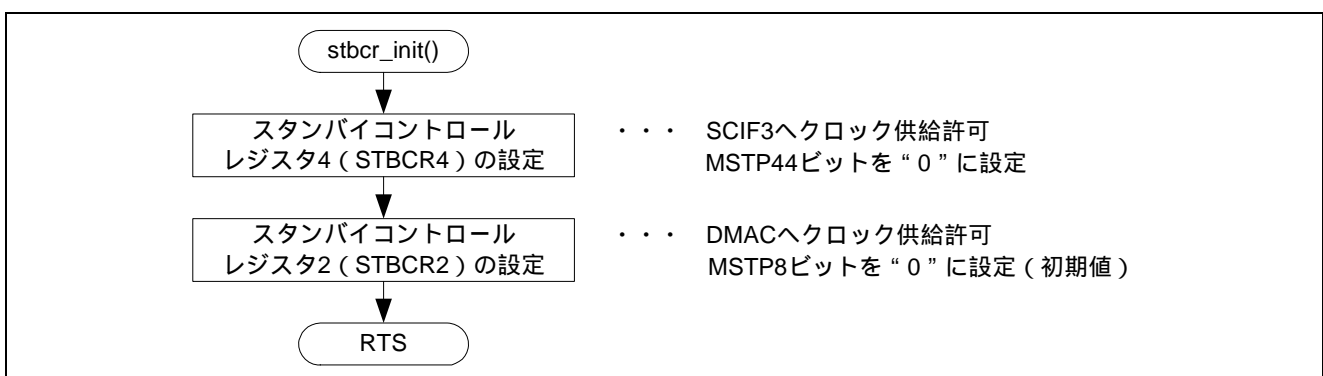 stbcr_init()
スタンバイコントロール
レジスタ4（STBCR4）の設定
・・・ SCIF3へクロック供給許可
MSTP44ビットを“0”に設定
スタンバイコントロール
レジスタ2（STBCR2）の設定
・・・ DMACへクロック供給許可
MSTP8ビットを“0”に設定（初期値）
RTS